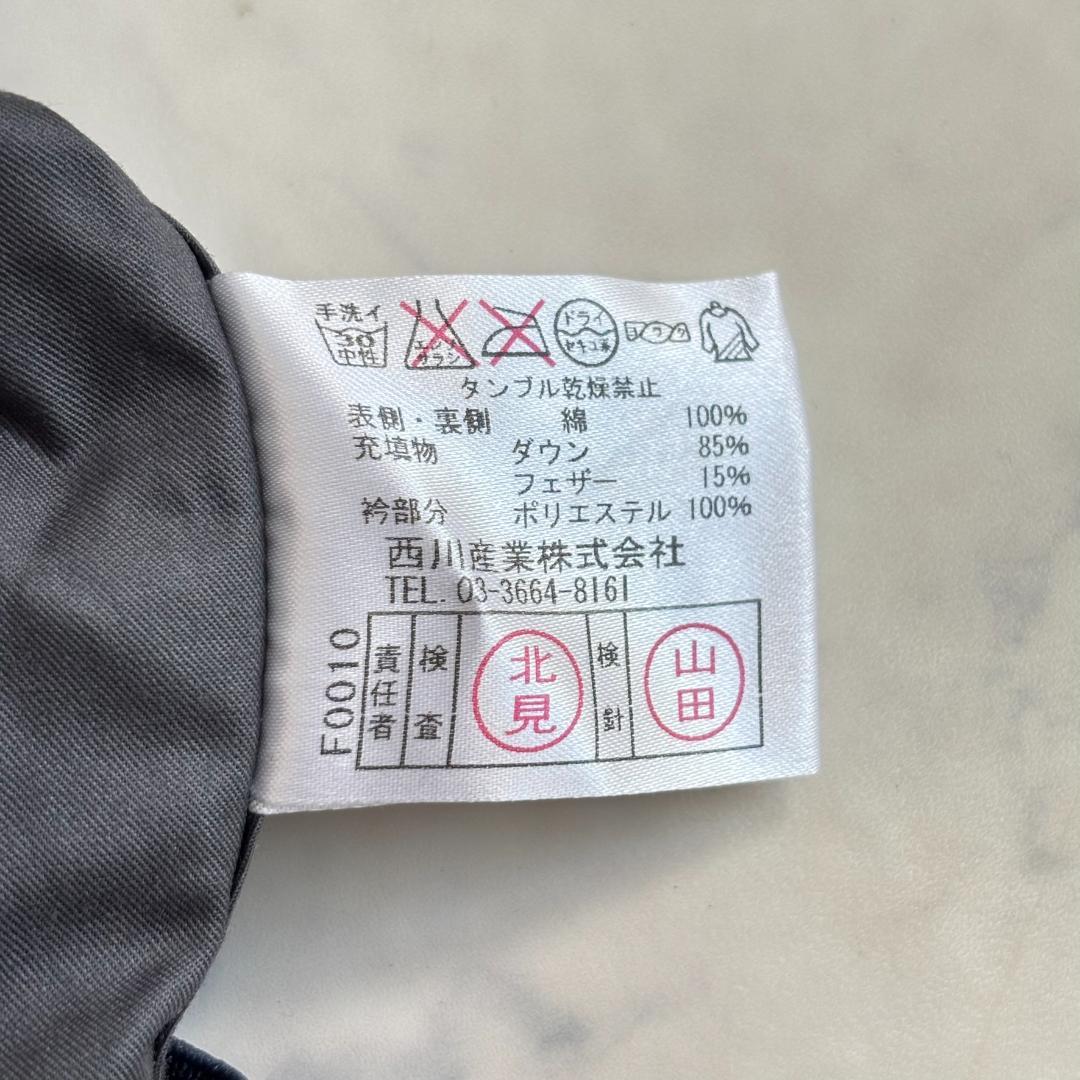 手洗イ
30
中性
エンソ
サラシ
ドライ
セキユ系
ヨワク
タンブル乾燥禁止
表側・裏側 綿 100%
充填物 ダウン 85%
フェザー 15%
衿部分 ポリエステル 100%
西川産業株式会社
TEL. 03-3664-8161
F0010
責任者
検査
北見
検針
山田